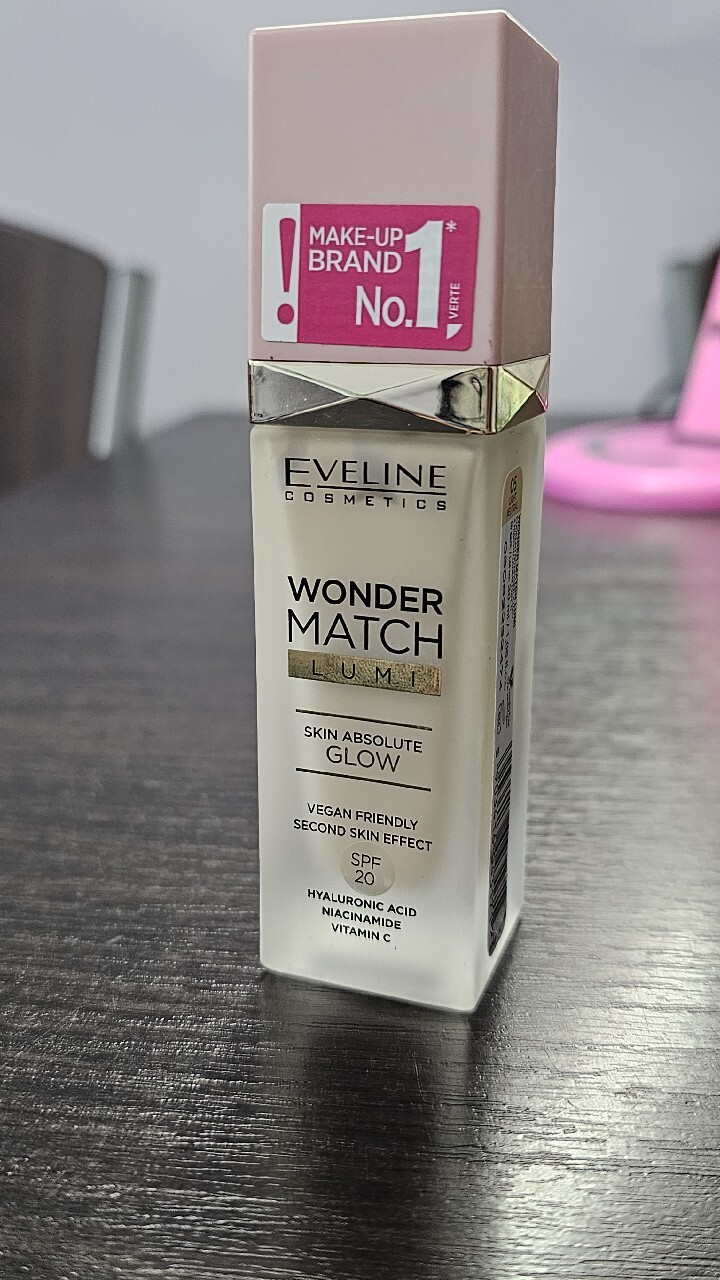 MAKE-UP
BRAND
No.1*
VERTE
EVELINE
COSMETICS
WONDER
MATCH
LUMI
SKIN ABSOLUTE
GLOW
VEGAN FRIENDLY
SECOND SKIN EFFECT
SPF
20
HYALURONIC ACID
NIACINAMIDE
VITAMIN C